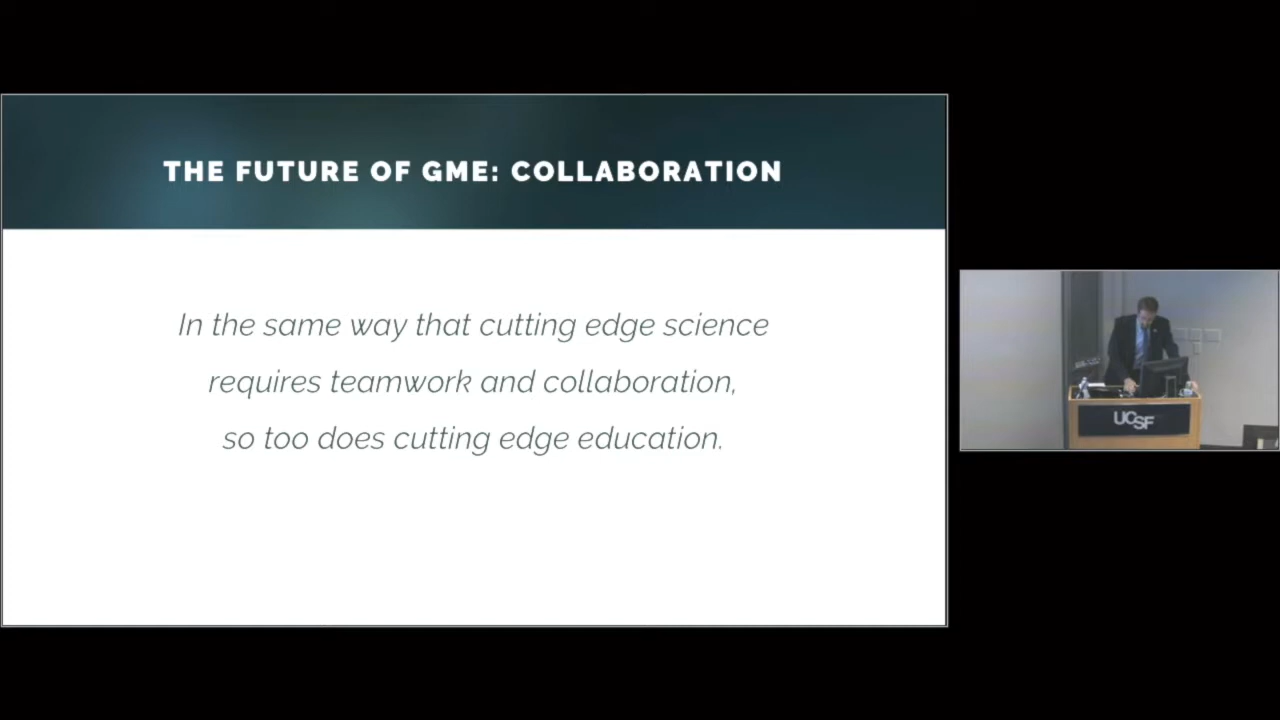 THE FUTURE OF GME: COLLABORATION
In the same way that cutting edge science
requires teamwork and collaboration,
so too does cutting edge education.
UCSF